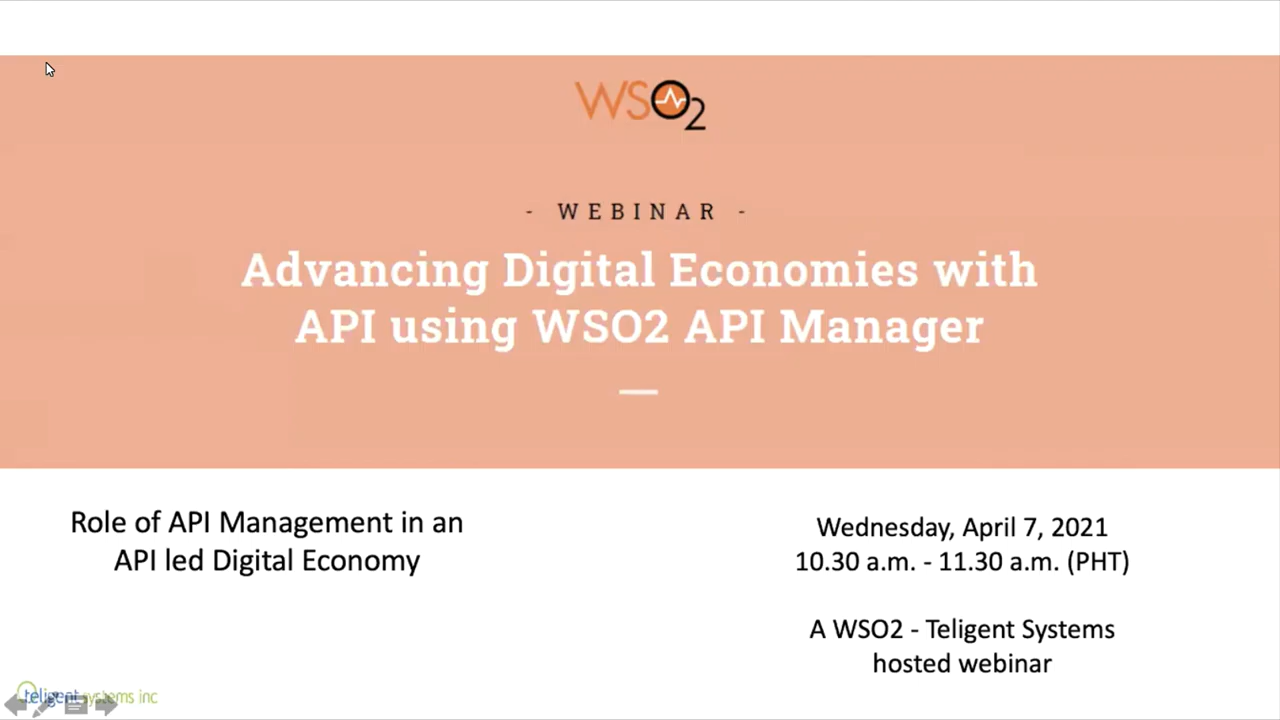 WSO2
- WEBINAR -
Advancing Digital Economies with
API using WSO2 API Manager
Role of API Management in an
API led Digital Economy
Wednesday, April 7, 2021
10.30 a.m. - 11.30 a.m. (PHT)
A WSO2 - Teligent Systems
hosted webinar
teligent systems inc